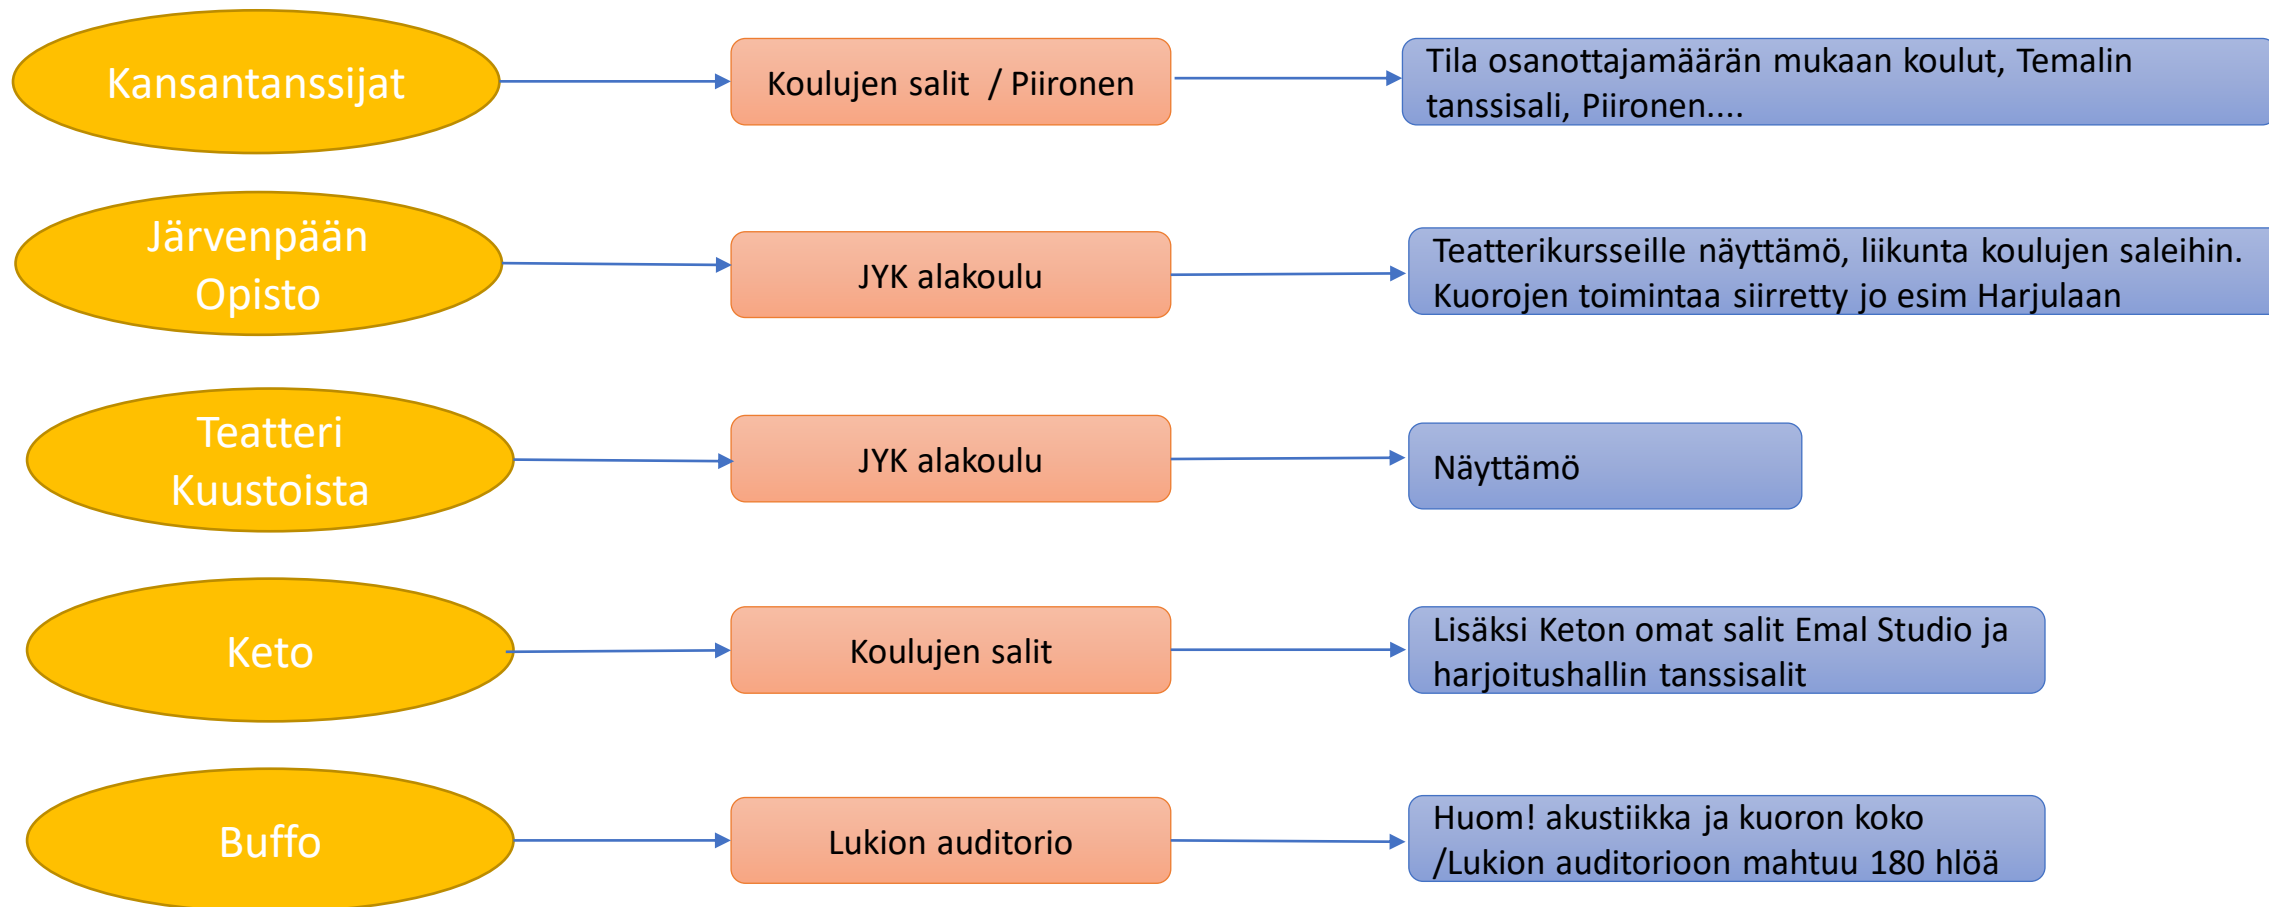 Kansantanssijat
Koulujen salit / Piironen
Tila osanottajamäärän mukaan koulut, Temalin
tanssisali, Piironen....
Järvenpään
Opisto
JYK alakoulu
Teatterikursseille näyttämö, liikunta koulujen saleihin.
Kuorojen toimintaa siirretty jo esim Harjulaan
Teatteri
Kuustoista
JYK alakoulu
Näyttämö
Keto
Koulujen salit
Lisäksi Keton omat salit Emal Studio ja
harjoitushallin tanssisalit
Buffo
Lukion auditorio
Huom! akustiikka ja kuoron koko
/Lukion auditorioon mahtuu 180 hlöä